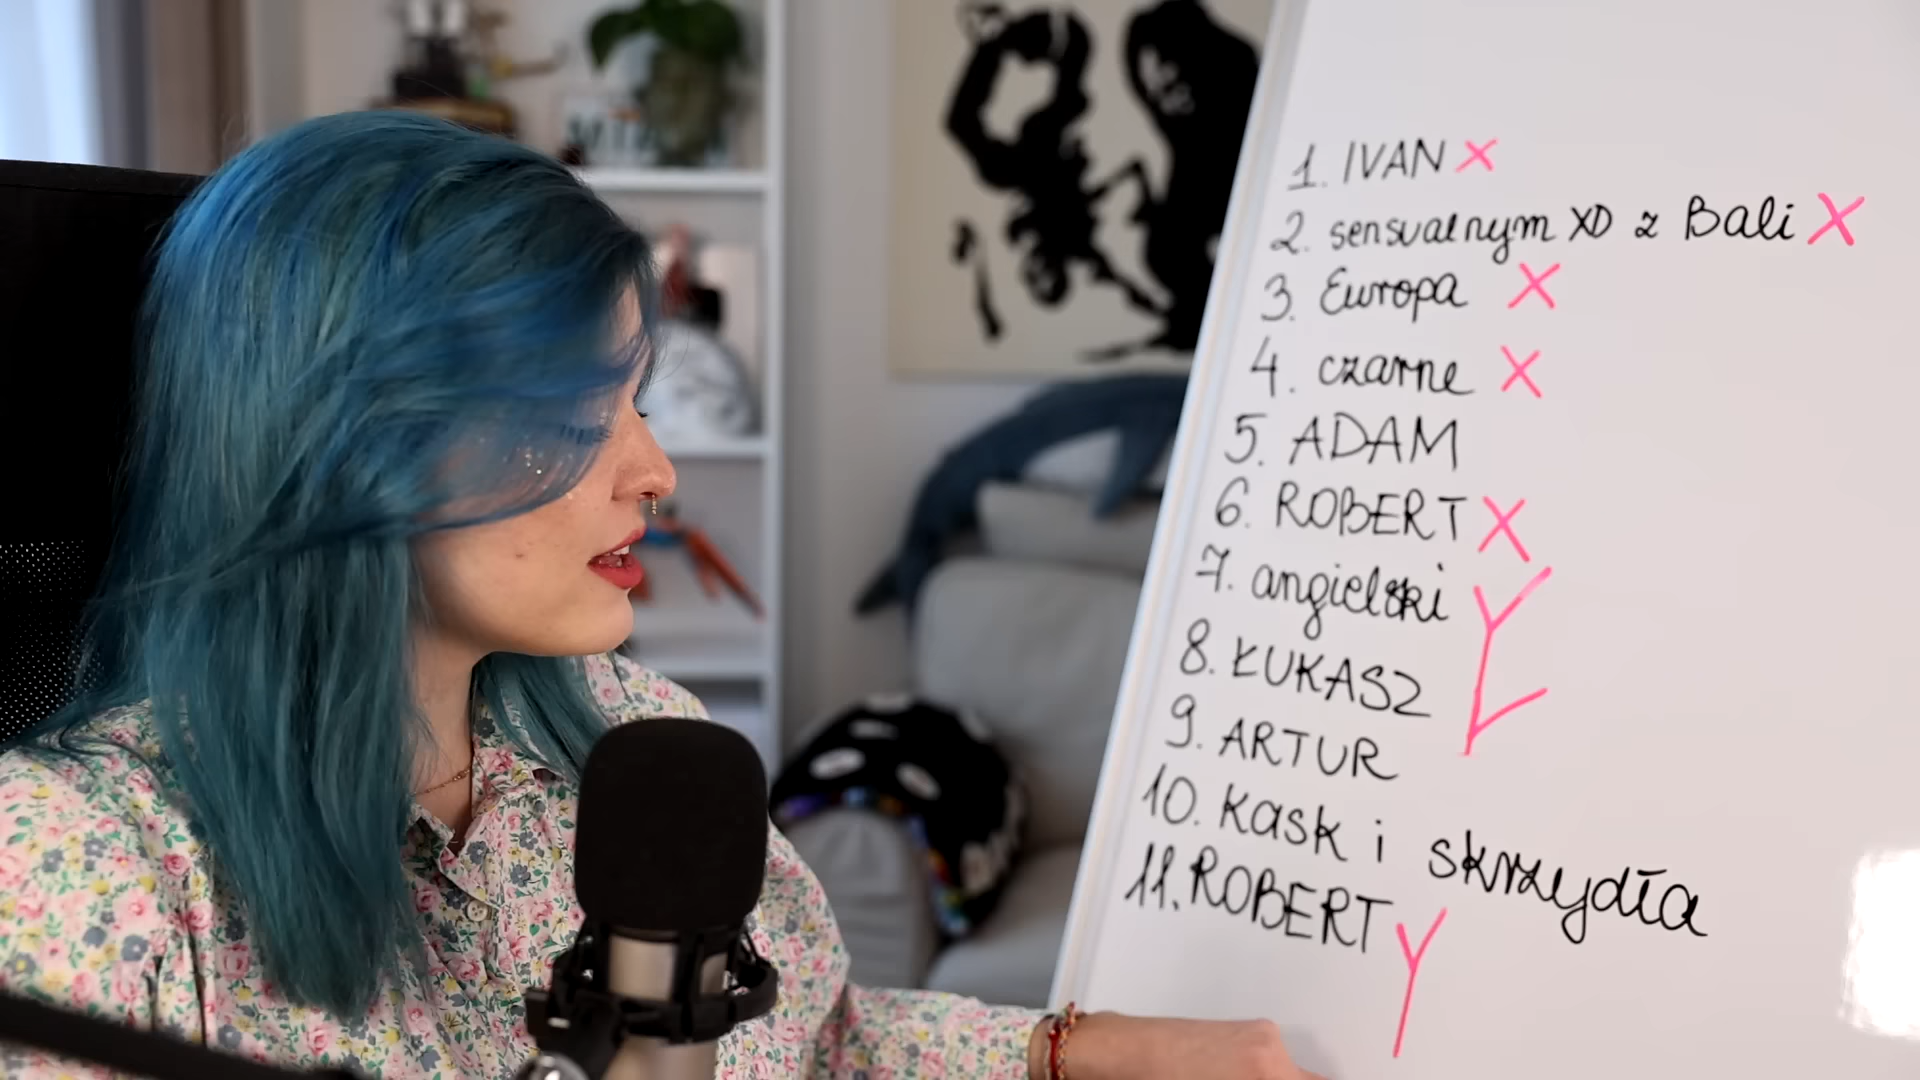 1. IVAN X
2. sensualnym XD z Bali X
3. Europa X
4. czarne X
5. ADAM
6. ROBERT X
7. angielski
8. ŁUKASZ
9. ARTUR
10. Kask i skrzydła
11. ROBERT